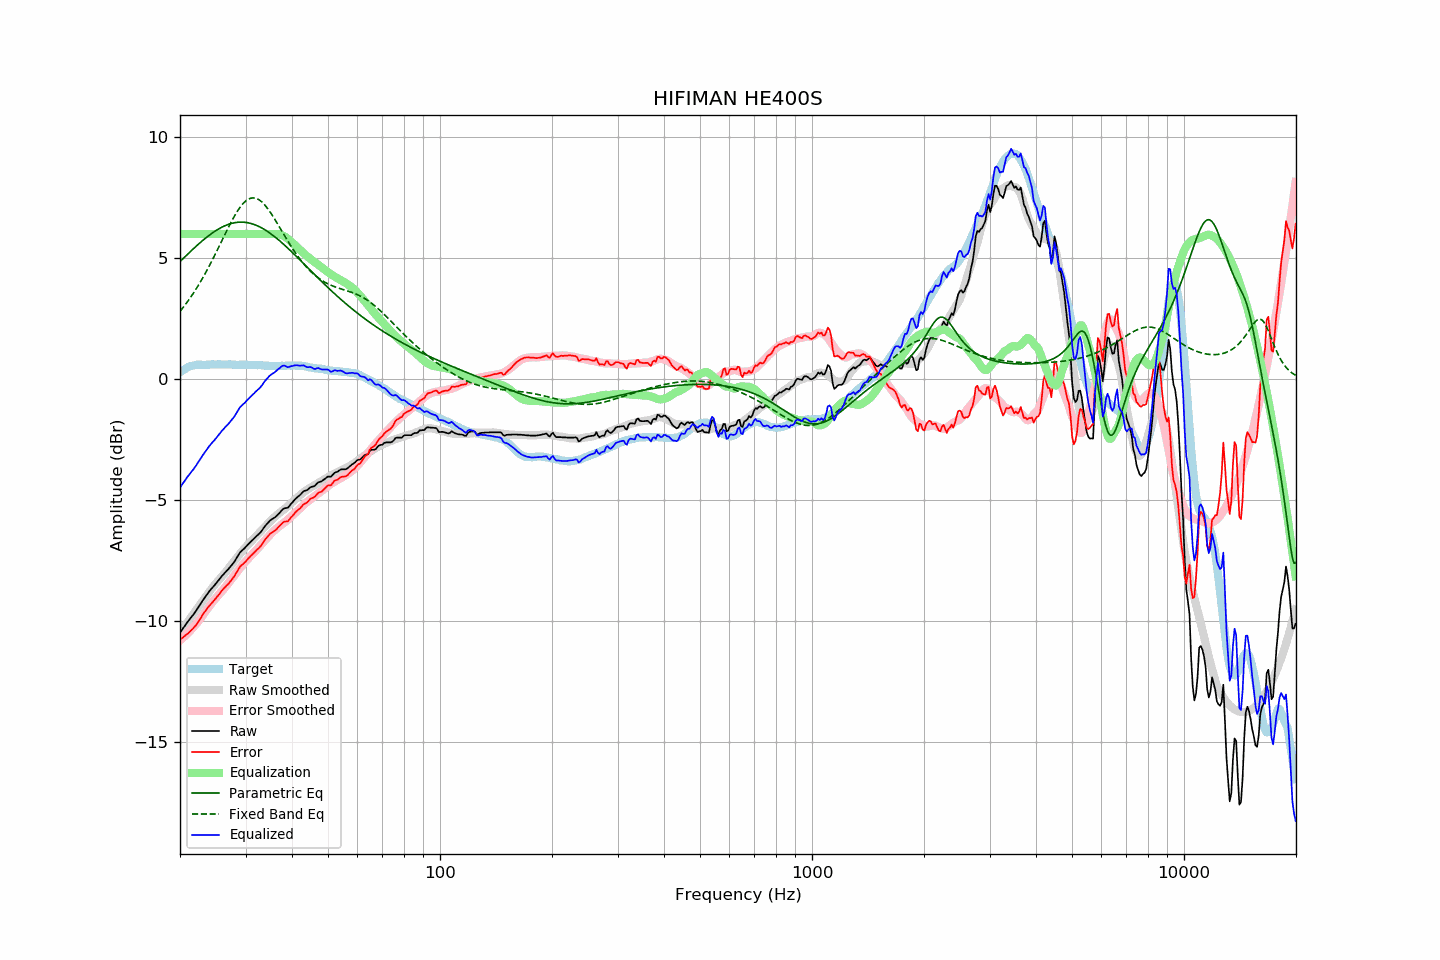 HIFIMAN HE400S
Amplitude (dBr)
10
5
0
−5
−10
−15
Target
Raw Smoothed
Error Smoothed
Raw
Error
Equalization
Parametric Eq
Fixed Band Eq
Equalized
100
1000
10000
Frequency (Hz)